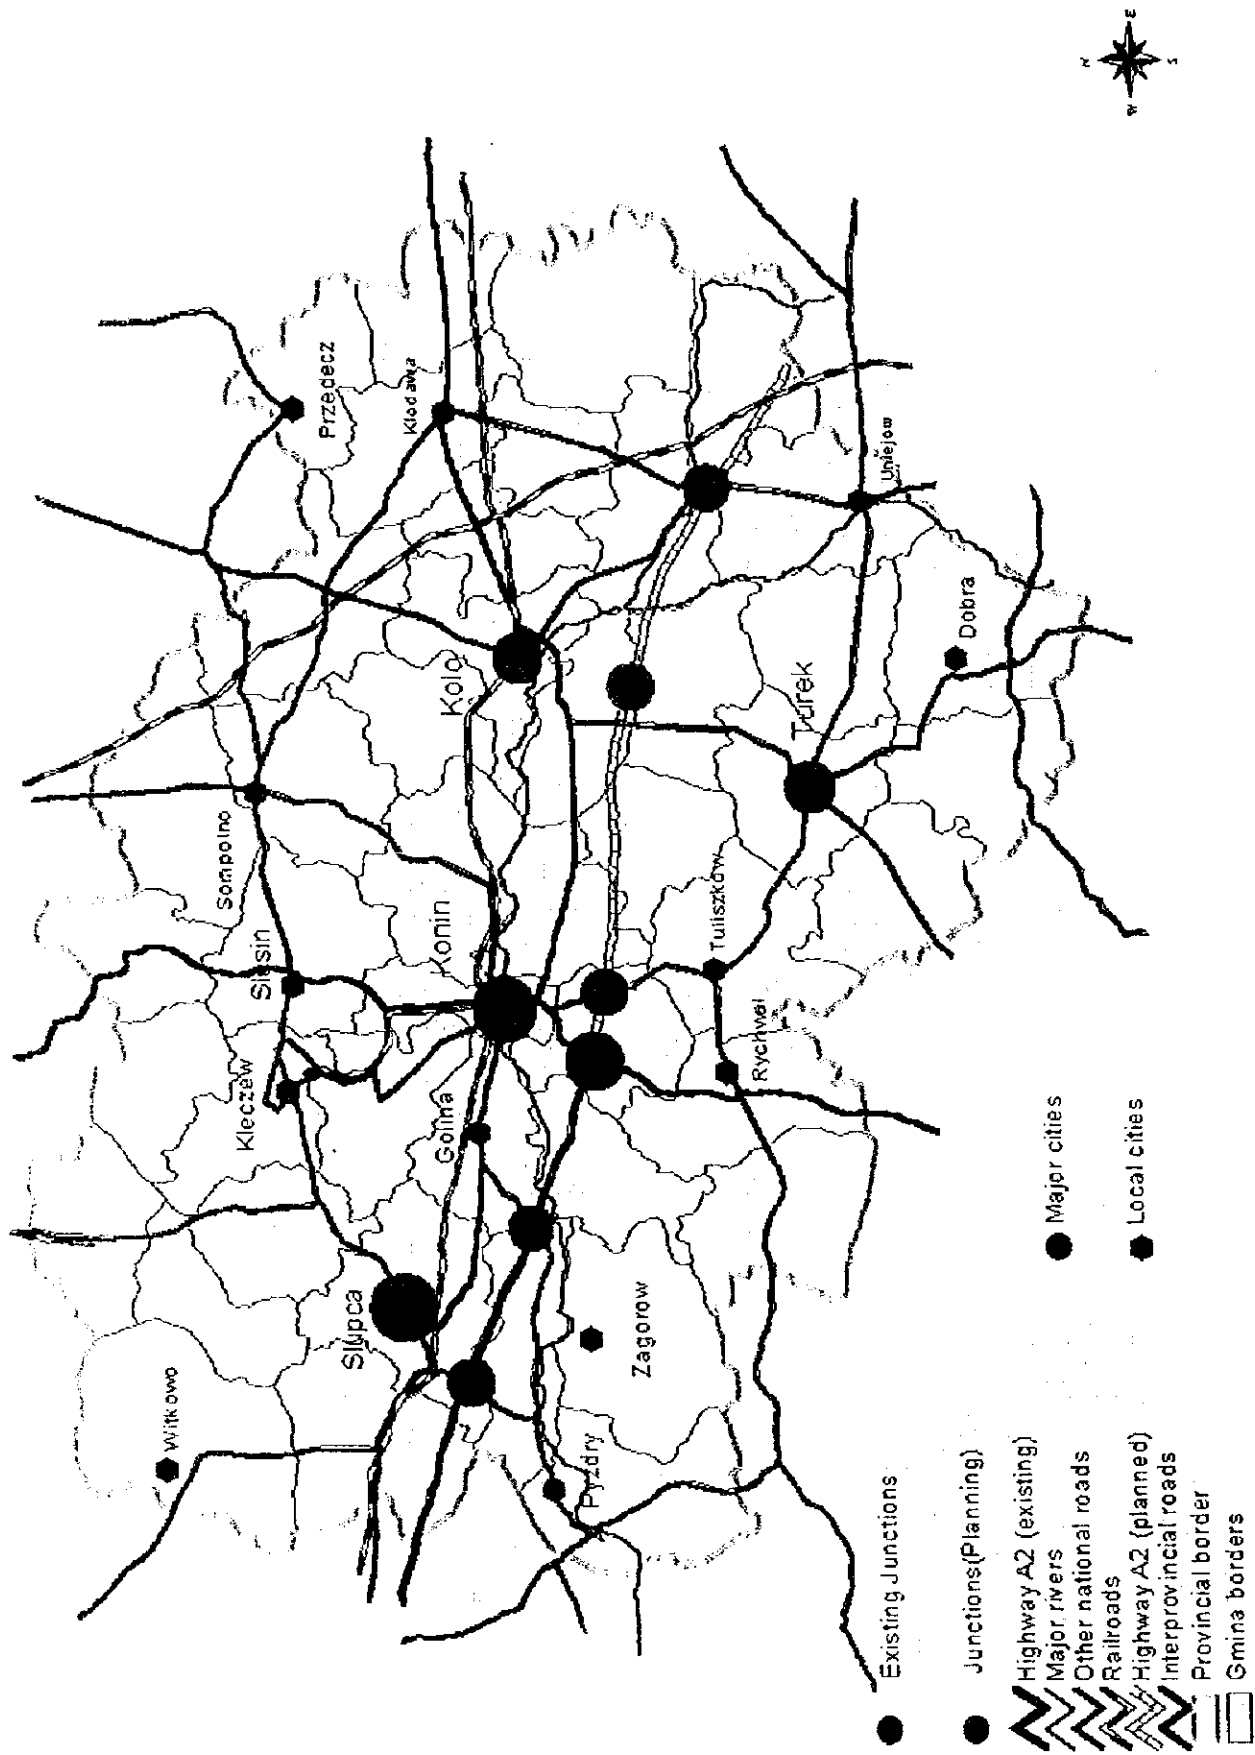 N
E
W
S
Witkowo
Kleczew
Slesin
Sompolno
Przedecz
Slupca
Golina
Konin
Kolo
Klodawa
Pyzdry
Zagorow
Rychwal
Tuliszkow
Turek
Uniejow
Dobra
Existing Junctions
Junctions(Planning)
Major cities
Local cities
Highway A2 (existing)
Major rivers
Other national roads
Railroads
Highway A2 (planned)
Interprovincial roads
Provincial border
Gmina borders